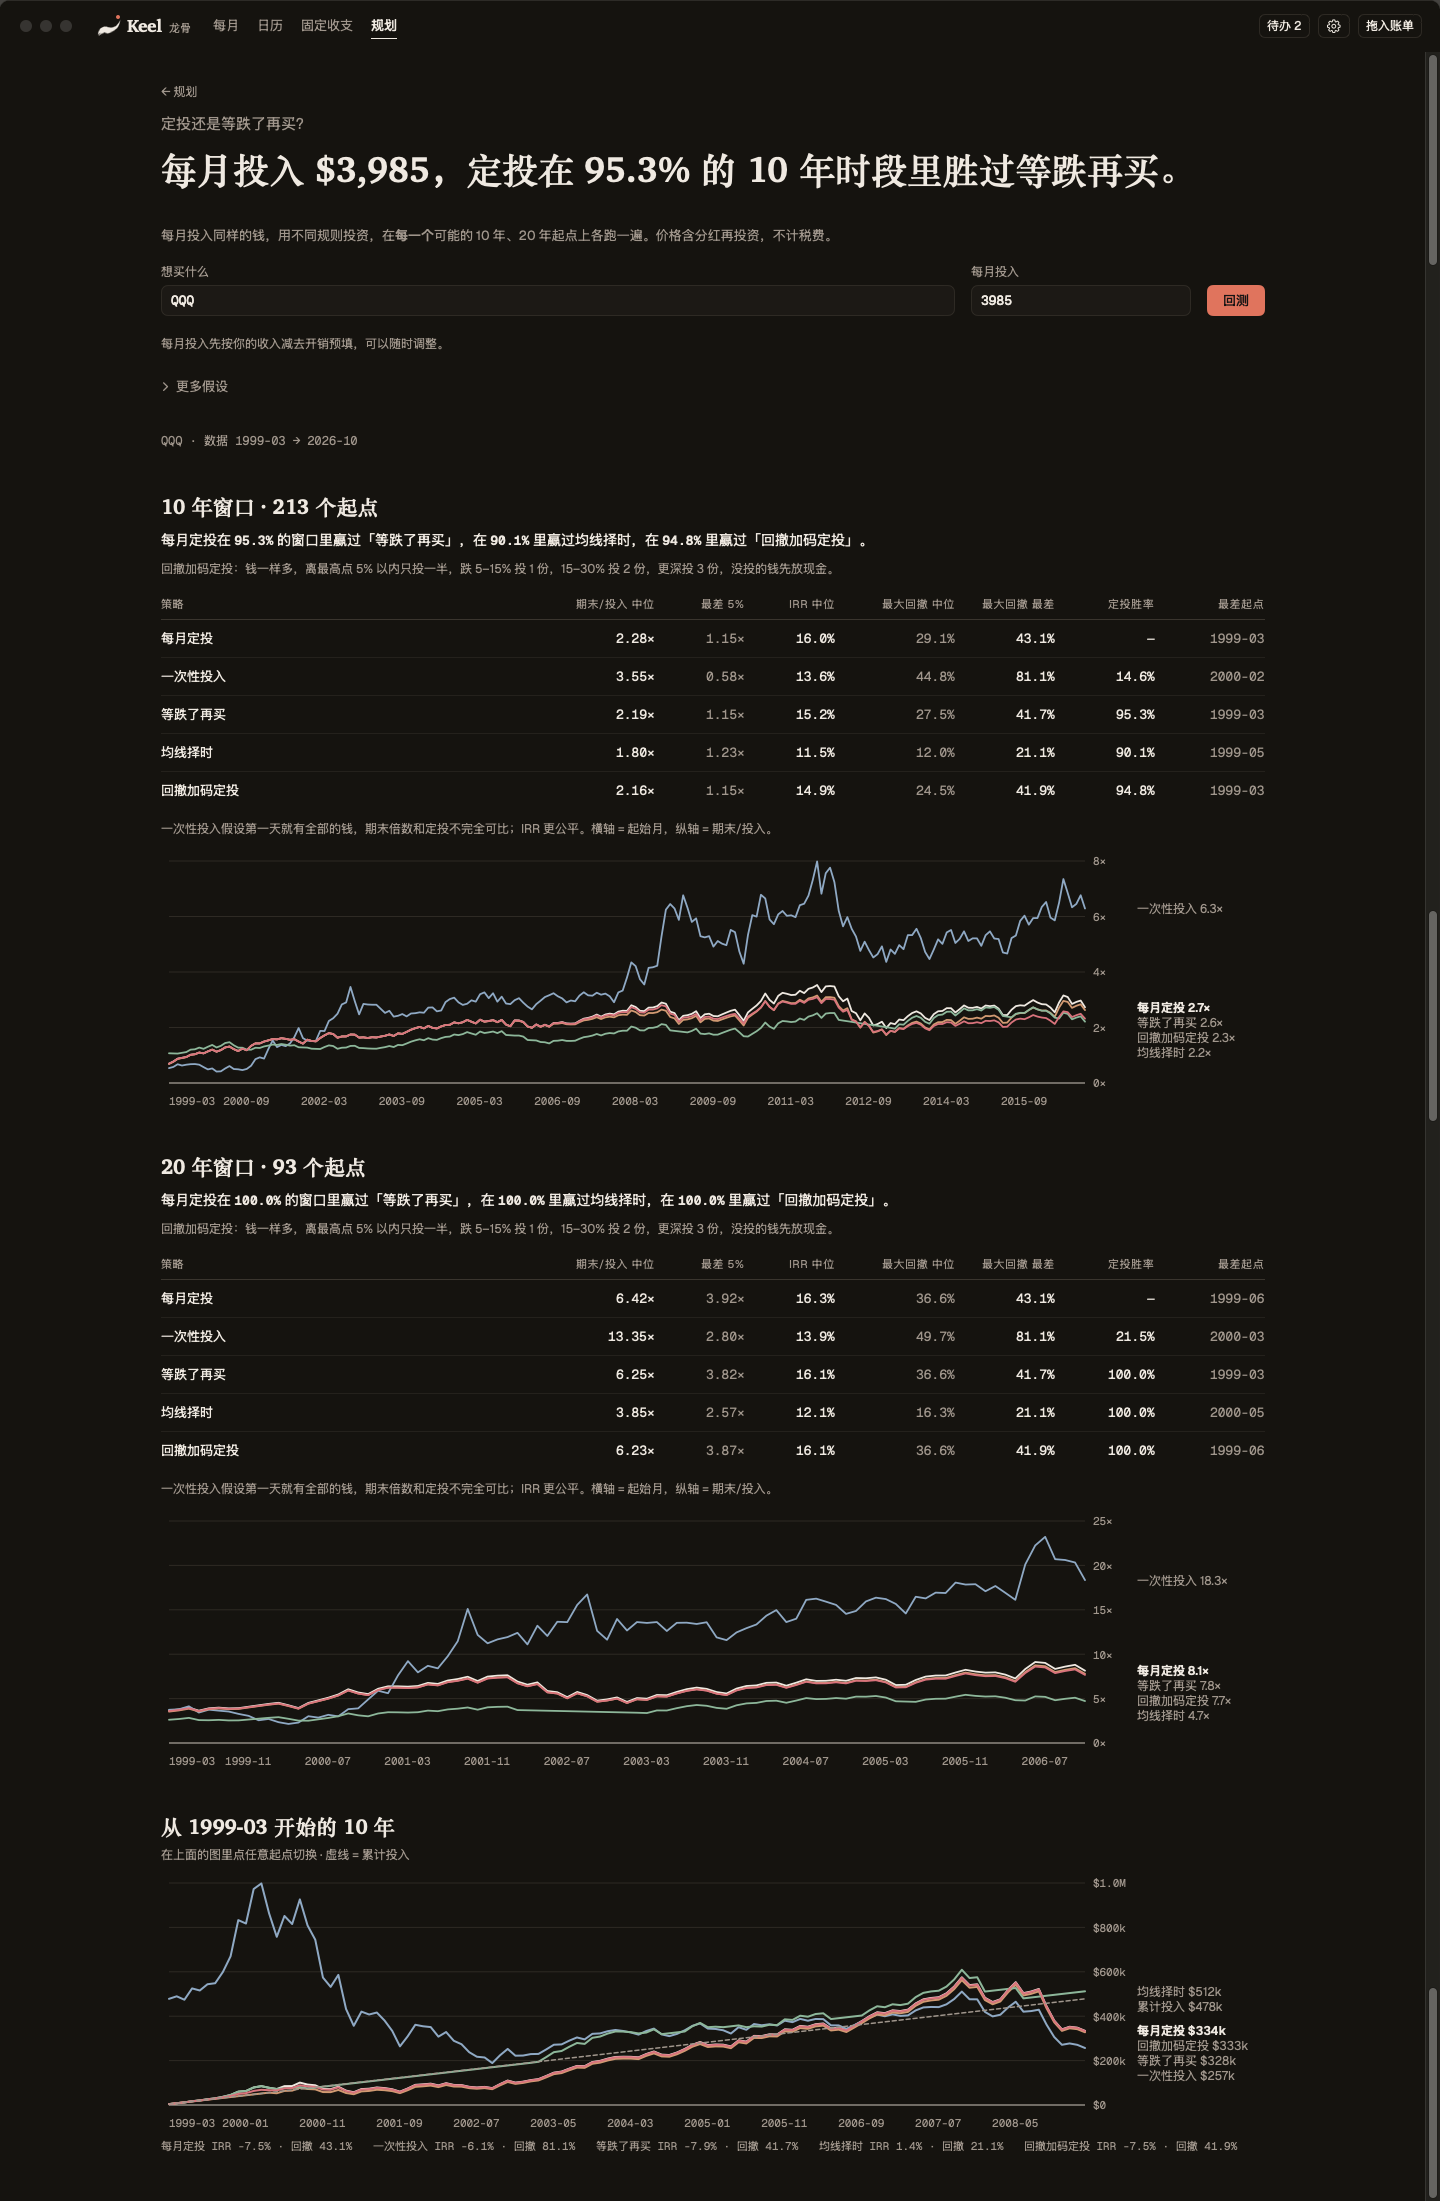 Keel 龙骨 每月 日历 固定收支 规划 待办 2 拖入账单
← 规划
定投还是等跌了再买?
每月投入 $3,985，定投在 95.3% 的 10 年时段里胜过等跌再买。
每月投入同样的钱，用不同规则投资，在每一个可能的 10 年、20 年起点上各跑一遍。价格含分红再投资，不计税费。
想买什么 每月投入
QQQ 3985 回测
每月投入先按你的收入减去开销预填，可以随时调整。
更多假设
QQQ · 数据 1999-03 → 2026-10
10 年窗口 · 213 个起点
每月定投在 95.3% 的窗口里赢过「等跌了再买」，在 90.1% 里赢过均线择时，在 94.8% 里赢过「回撤加码定投」。
回撤加码定投：钱一样多，离最高点 5% 以内只投一半，跌 5–15% 投 1 份，15–30% 投 2 份，更深投 3 份，没投的钱先放现金。
策略 期末/投入 中位 最差 5% IRR 中位 最大回撤 中位 最大回撤 最差 定投胜率 最差起点
每月定投 2.28× 1.15× 16.0% 29.1% 43.1% — 1999-03
一次性投入 3.55× 0.58× 13.6% 44.8% 81.1% 14.6% 2000-02
等跌了再买 2.19× 1.15× 15.2% 27.5% 41.7% 95.3% 1999-03
均线择时 1.80× 1.23× 11.5% 12.0% 21.1% 90.1% 1999-05
回撤加码定投 2.16× 1.15× 14.9% 24.5% 41.9% 94.8% 1999-03
一次性投入假设第一天就有全部的钱，期末倍数和定投不完全可比；IRR 更公平。横轴 = 起始月，纵轴 = 期末/投入。
8×
6×
4×
2×
0×
一次性投入 6.3×
每月定投 2.7×
等跌了再买 2.6×
回撤加码定投 2.3×
均线择时 2.2×
1999-03 2000-09 2002-03 2003-09 2005-03 2006-09 2008-03 2009-09 2011-03 2012-09 2014-03 2015-09
20 年窗口 · 93 个起点
每月定投在 100.0% 的窗口里赢过「等跌了再买」，在 100.0% 里赢过均线择时，在 100.0% 里赢过「回撤加码定投」。
回撤加码定投：钱一样多，离最高点 5% 以内只投一半，跌 5–15% 投 1 份，15–30% 投 2 份，更深投 3 份，没投的钱先放现金。
策略 期末/投入 中位 最差 5% IRR 中位 最大回撤 中位 最大回撤 最差 定投胜率 最差起点
每月定投 6.42× 3.92× 16.3% 36.6% 43.1% — 1999-06
一次性投入 13.35× 2.80× 13.9% 49.7% 81.1% 21.5% 2000-03
等跌了再买 6.25× 3.82× 16.1% 36.6% 41.7% 100.0% 1999-03
均线择时 3.85× 2.57× 12.1% 16.3% 21.1% 100.0% 2000-05
回撤加码定投 6.23× 3.87× 16.1% 36.6% 41.9% 100.0% 1999-06
一次性投入假设第一天就有全部的钱，期末倍数和定投不完全可比；IRR 更公平。横轴 = 起始月，纵轴 = 期末/投入。
25×
20×
15×
10×
5×
0×
一次性投入 18.3×
每月定投 8.1×
等跌了再买 7.8×
回撤加码定投 7.7×
均线择时 4.7×
1999-03 1999-11 2000-07 2001-03 2001-11 2002-07 2003-03 2003-11 2004-07 2005-03 2005-11 2006-07
从 1999-03 开始的 10 年
在上面的图里点任意起点切换 · 虚线 = 累计投入
$1.0M
$800k
$600k
$400k
$200k
$0
均线择时 $512k
累计投入 $478k
每月定投 $334k
回撤加码定投 $333k
等跌了再买 $328k
一次性投入 $257k
1999-03 2000-01 2000-11 2001-09 2002-07 2003-05 2004-03 2005-01 2005-11 2006-09 2007-07 2008-05
每月定投 IRR -7.5% · 回撤 43.1% 一次性投入 IRR -6.1% · 回撤 81.1% 等跌了再买 IRR -7.9% · 回撤 41.7% 均线择时 IRR 1.4% · 回撤 21.1% 回撤加码定投 IRR -7.5% · 回撤 41.9%